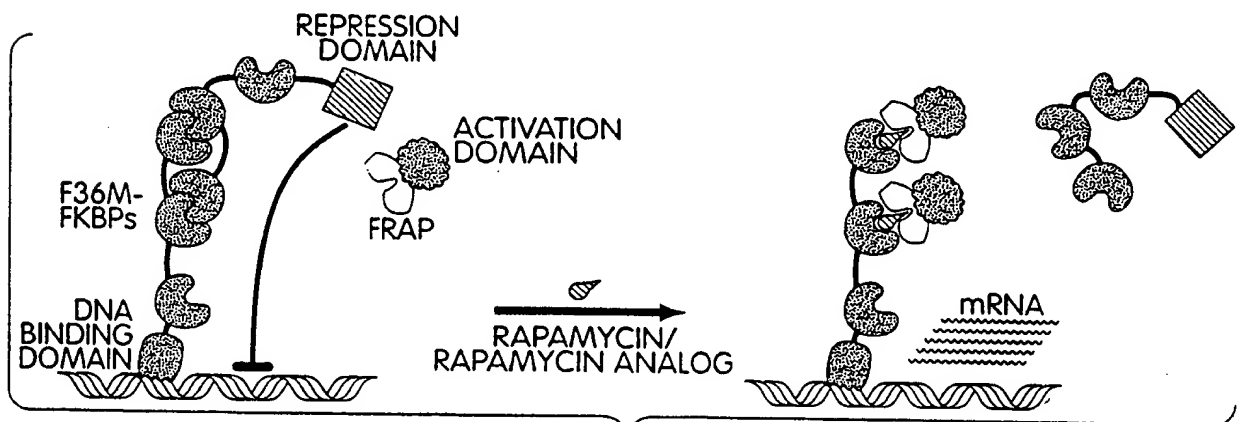 REPRESSION
DOMAIN
ACTIVATION
DOMAIN
F36M-
FKBPs
FRAP
DNA
BINDING
DOMAIN
RAPAMYCIN/
RAPAMYCIN ANALOG
mRNA